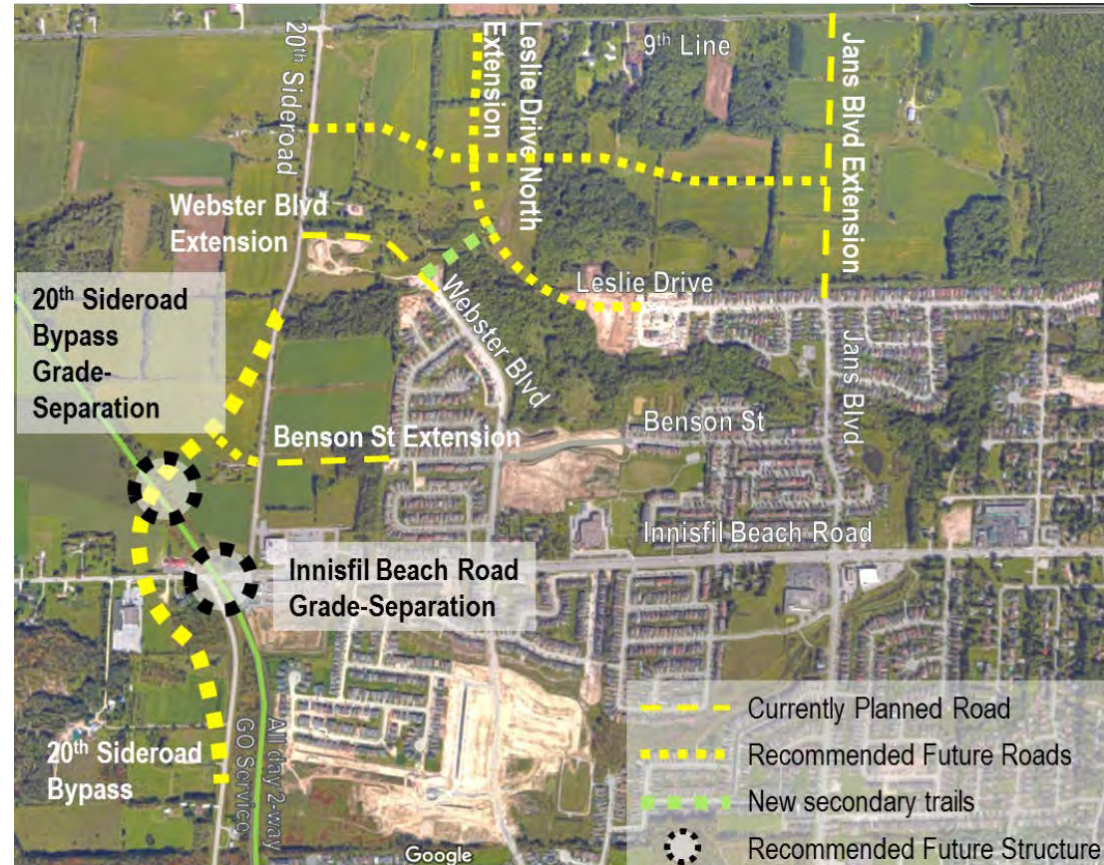 20th Sideroad
Leslie Drive North
Extension
9th Line
Jans Blvd Extension
Webster Blvd
Extension
Leslie Drive
20th Sideroad
Bypass
Grade-
Separation
Webster Blvd
Jans Blvd
Benson St Extension
Benson St
Innisfil Beach Road
Innisfil Beach Road
Grade-Separation
20th Sideroad
Bypass
All day 2-way
GO Service
Currently Planned Road
Recommended Future Roads
New secondary trails
Recommended Future Structure
Google